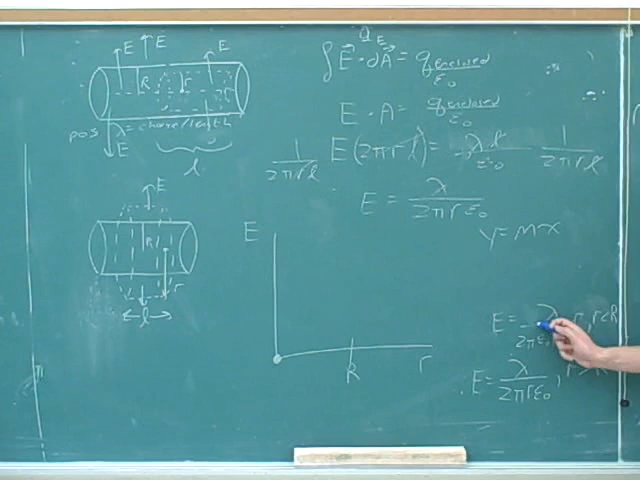 E E E
R r
pos λ = charge/length
E
l
E
R
r
l
Φ_E
∫ E⃗ · dA⃗ = q enclosed / ε₀
E · A = q enclosed / ε₀
1/2πrl E(2πrl) = λl/ε₀ 1/2πrl
E = λ/2πrε₀
y = mx
E
R r
E = λ/2πε₀ r, r<R
E = λ/2πrε₀,